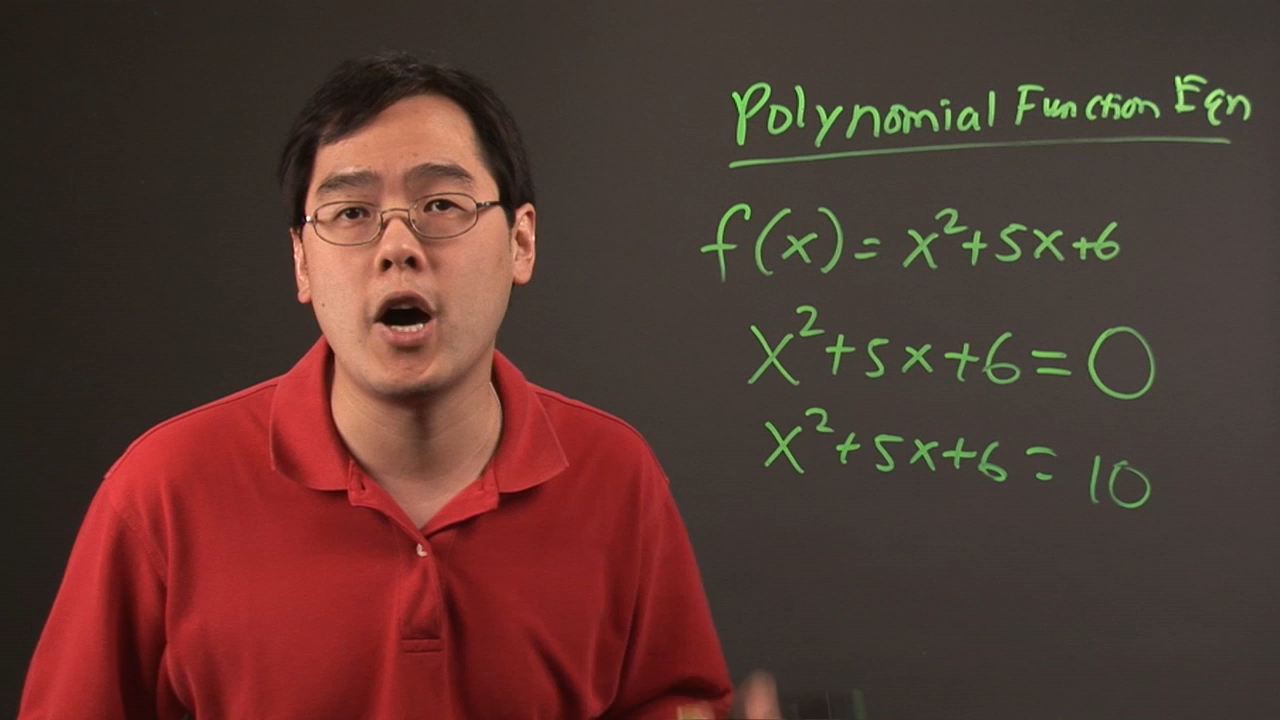 Polynomial Function Eqn
f(x)=x²+5x+6
x²+5x+6=0
x²+5x+6=10